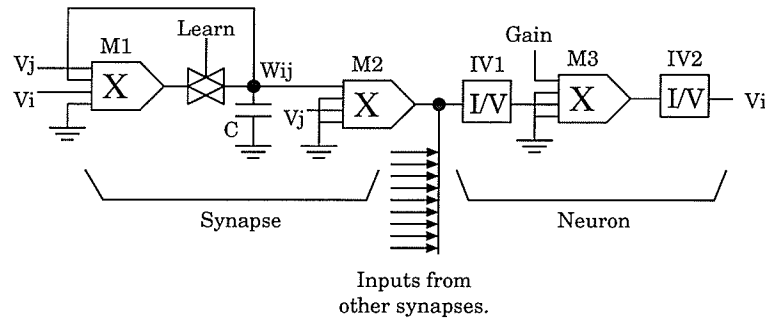 Learn
M1
Vj
Vi
X
Wij
C
M2
Vj
X
IV1
I/V
Gain
M3
X
IV2
I/V
Vi
Synapse
Neuron
Inputs from
other synapses.